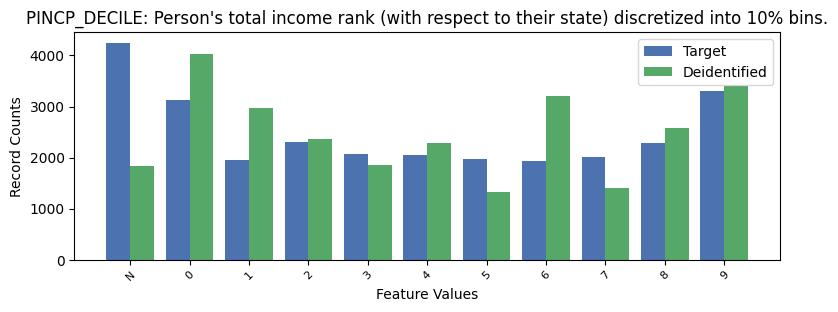 PINCP_DECILE: Person's total income rank (with respect to their state) discretized into 10% bins.
Target
Deidentified
Record Counts
4000
3000
2000
1000
0
N 0 1 2 3 4 5 6 7 8 9
Feature Values